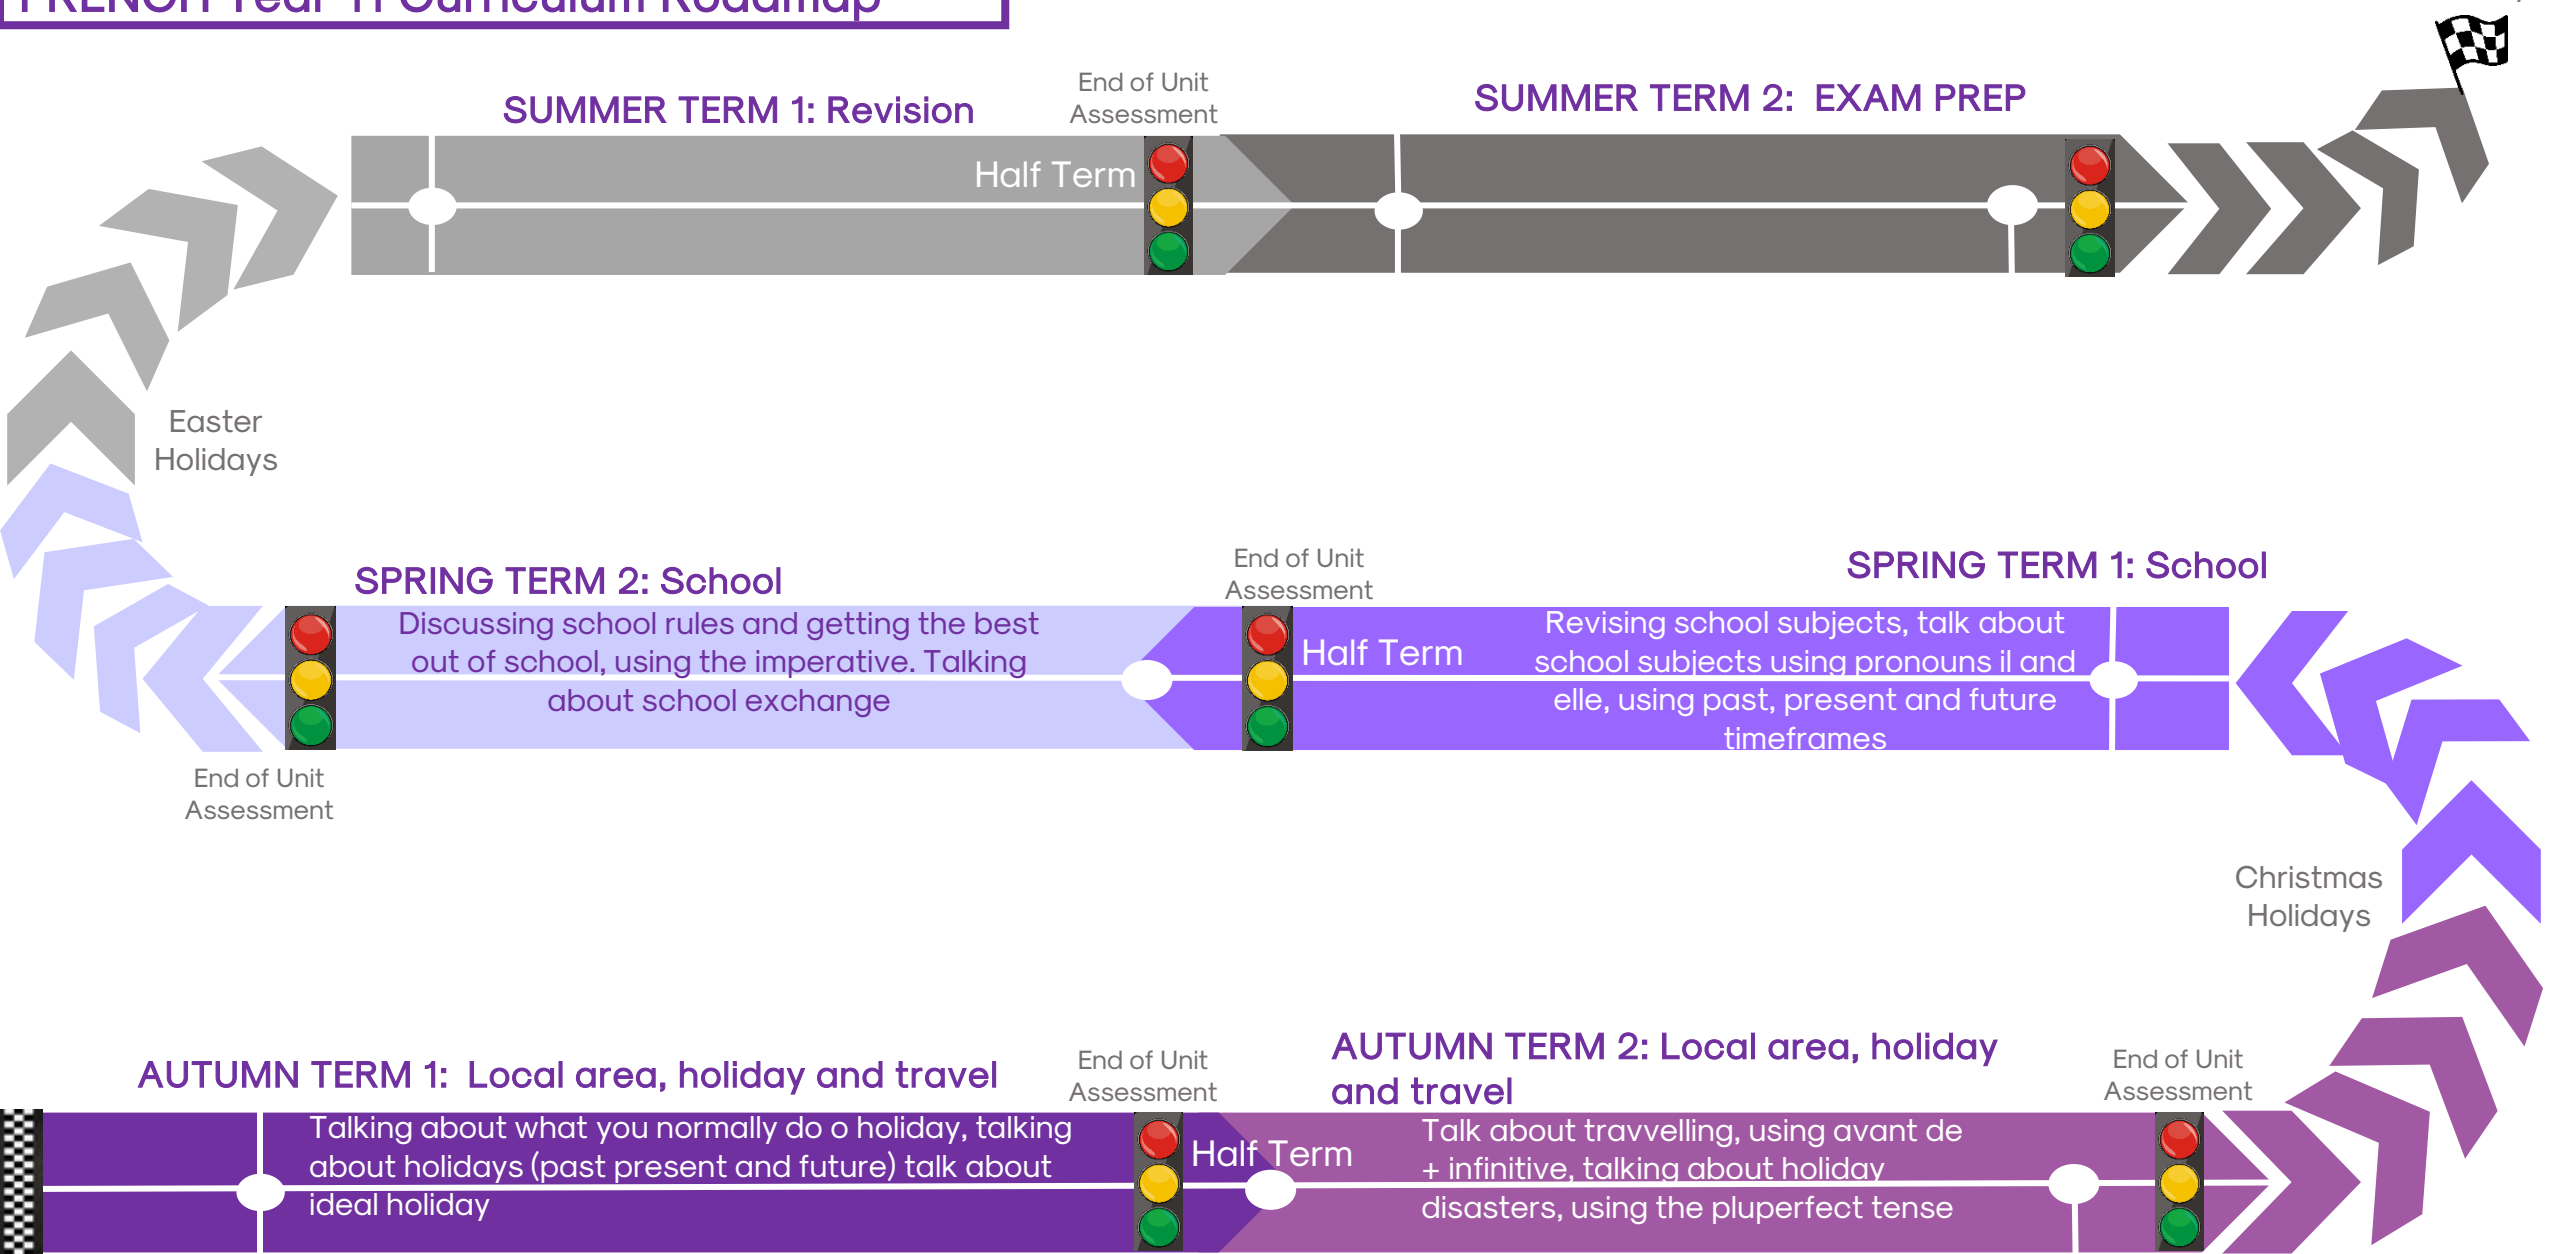 FRENCH Year 11 Curriculum Roadmap
End of Unit
Assessment
SUMMER TERM 1: Revision
SUMMER TERM 2: EXAM PREP
Half Term
Easter
Holidays
SPRING TERM 2: School
Discussing school rules and getting the best
out of school, using the imperative. Talking
about school exchange
End of Unit
Assessment
End of Unit
Assessment
Half Term
SPRING TERM 1: School
Revising school subjects, talk about
school subjects using pronouns il and
elle, using past, present and future
timeframes
Christmas
Holidays
AUTUMN TERM 1: Local area, holiday and travel
Talking about what you normally do o holiday, talking
about holidays (past present and future) talk about
ideal holiday
End of Unit
Assessment
Half Term
AUTUMN TERM 2: Local area, holiday
and travel
Talk about travvelling, using avant de
+ infinitive, talking about holiday
disasters, using the pluperfect tense
End of Unit
Assessment